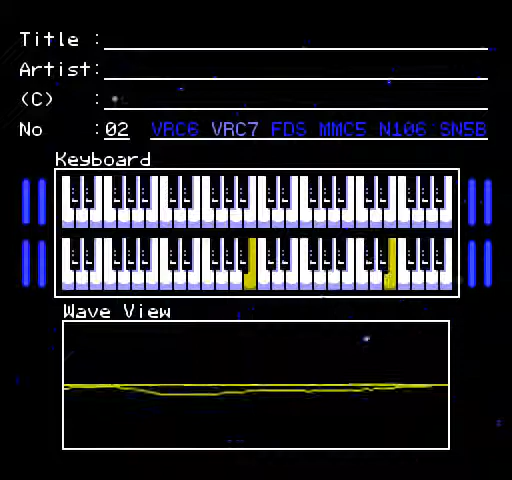 Title :
Artist:
(C) :
No :02 VRC6 VRC7 FDS MMC5 N106 SN5B
Keyboard
Wave View